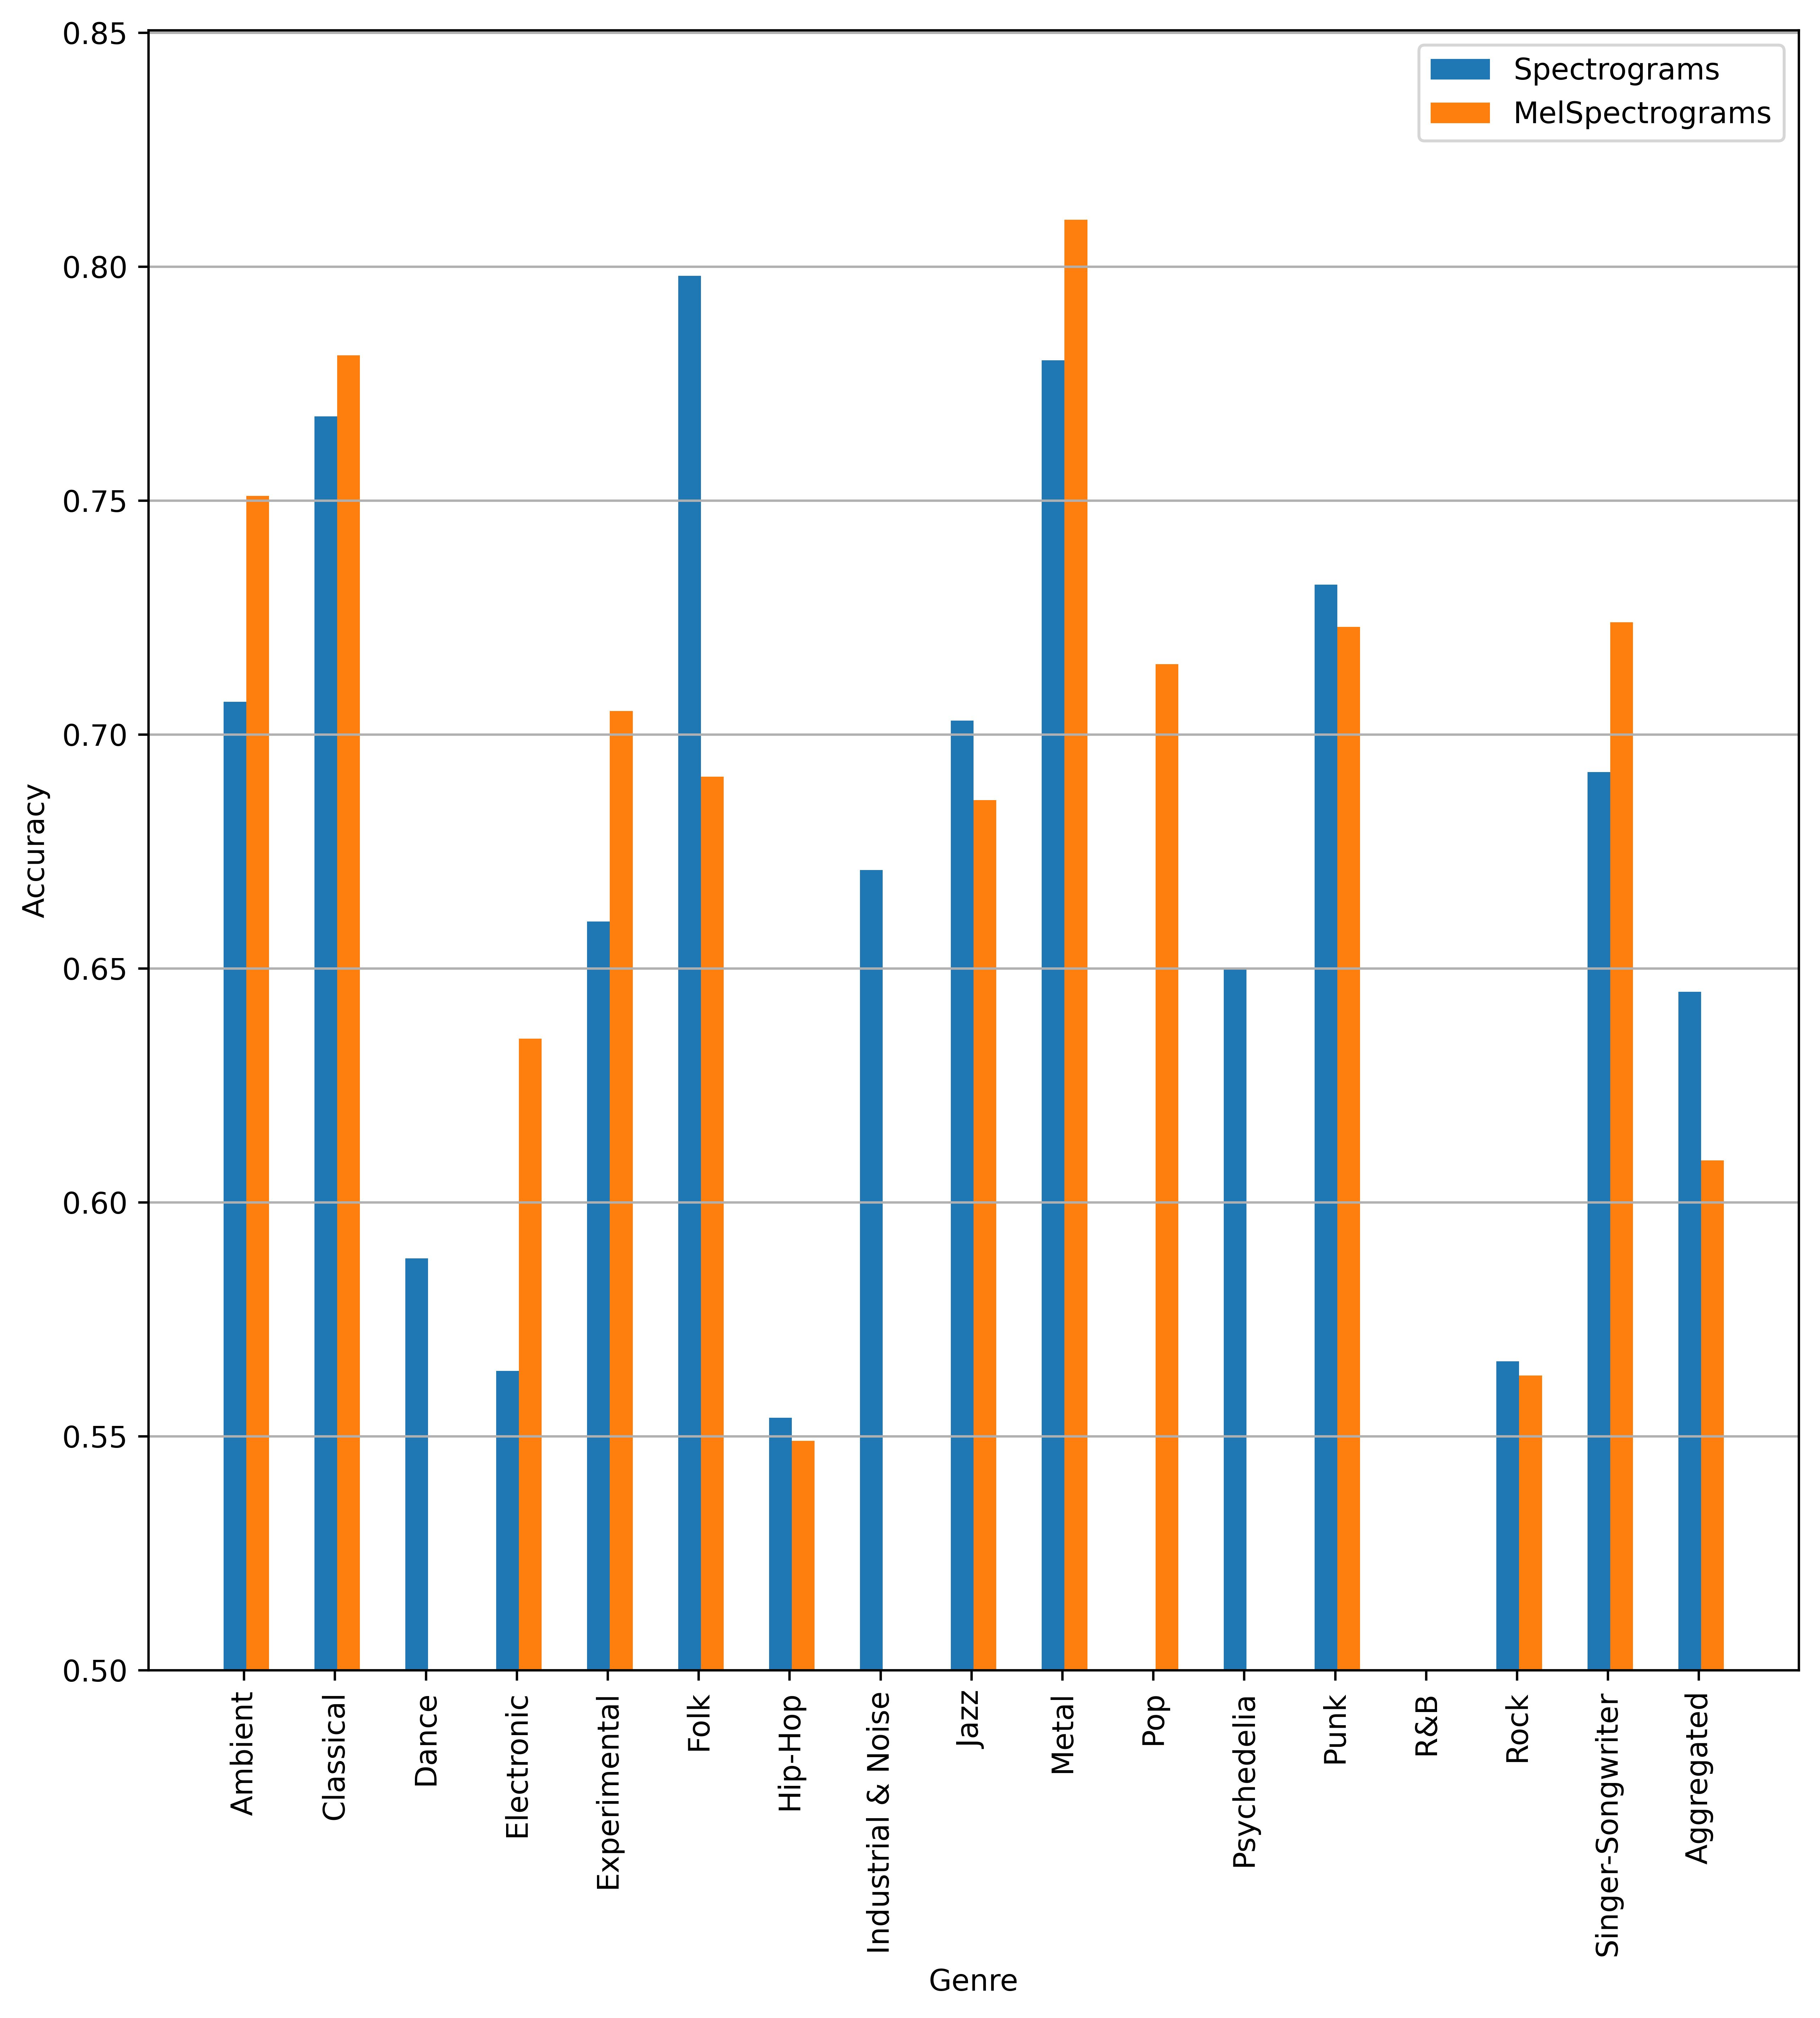 0.85
0.80
0.75
0.70
0.65
0.60
0.55
0.50
Accuracy
Spectrograms
MelSpectrograms
Ambient
Classical
Dance
Electronic
Experimental
Folk
Hip-Hop
Industrial & Noise
Jazz
Metal
Pop
Psychedelia
Punk
R&B
Rock
Singer-Songwriter
Aggregated
Genre